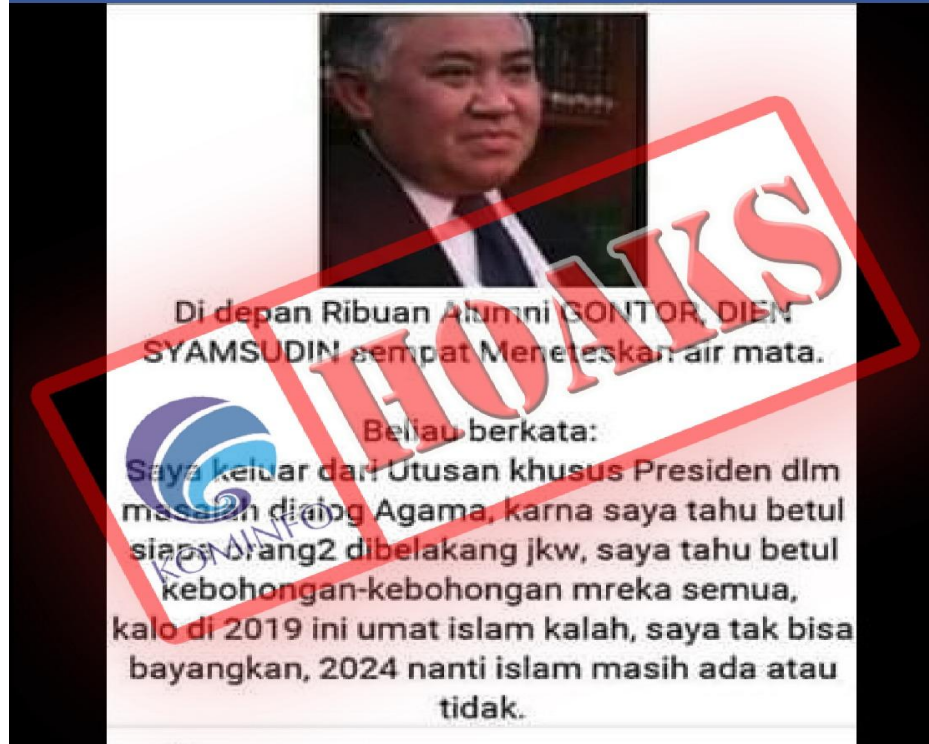 Di depan Ribuan Alumni GONTOR, DIEN
SYAMSUDIN sempat Meneteskan air mata.
Beliau berkata:
Saya keluar dari Utusan khusus Presiden dlm
masalah dialog Agama, karna saya tahu betul
siapa orang2 dibelakang jkw, saya tahu betul
kebohongan-kebohongan mreka semua,
kalo di 2019 ini umat islam kalah, saya tak bisa
bayangkan, 2024 nanti islam masih ada atau
tidak.
HOAKS
KOMINFO